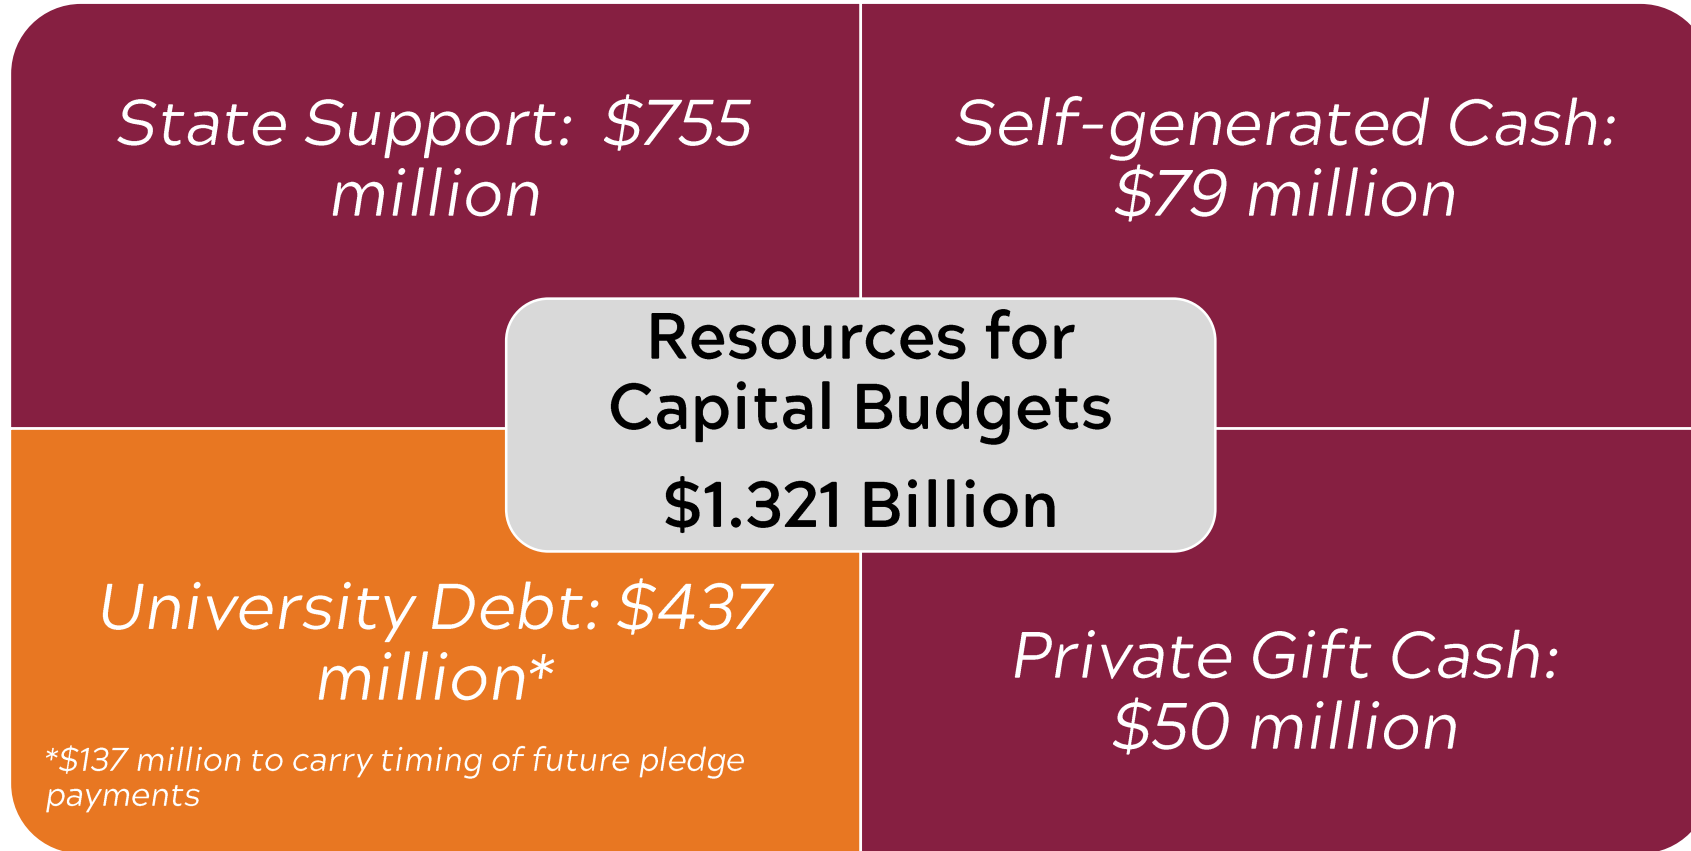 State Support:  $755
million
Self-generated Cash:
$79 million
Resources for
Capital Budgets
$1.321 Billion
University Debt: $437
million*
*$137 million to carry timing of future pledge
payments
Private Gift Cash:
$50 million